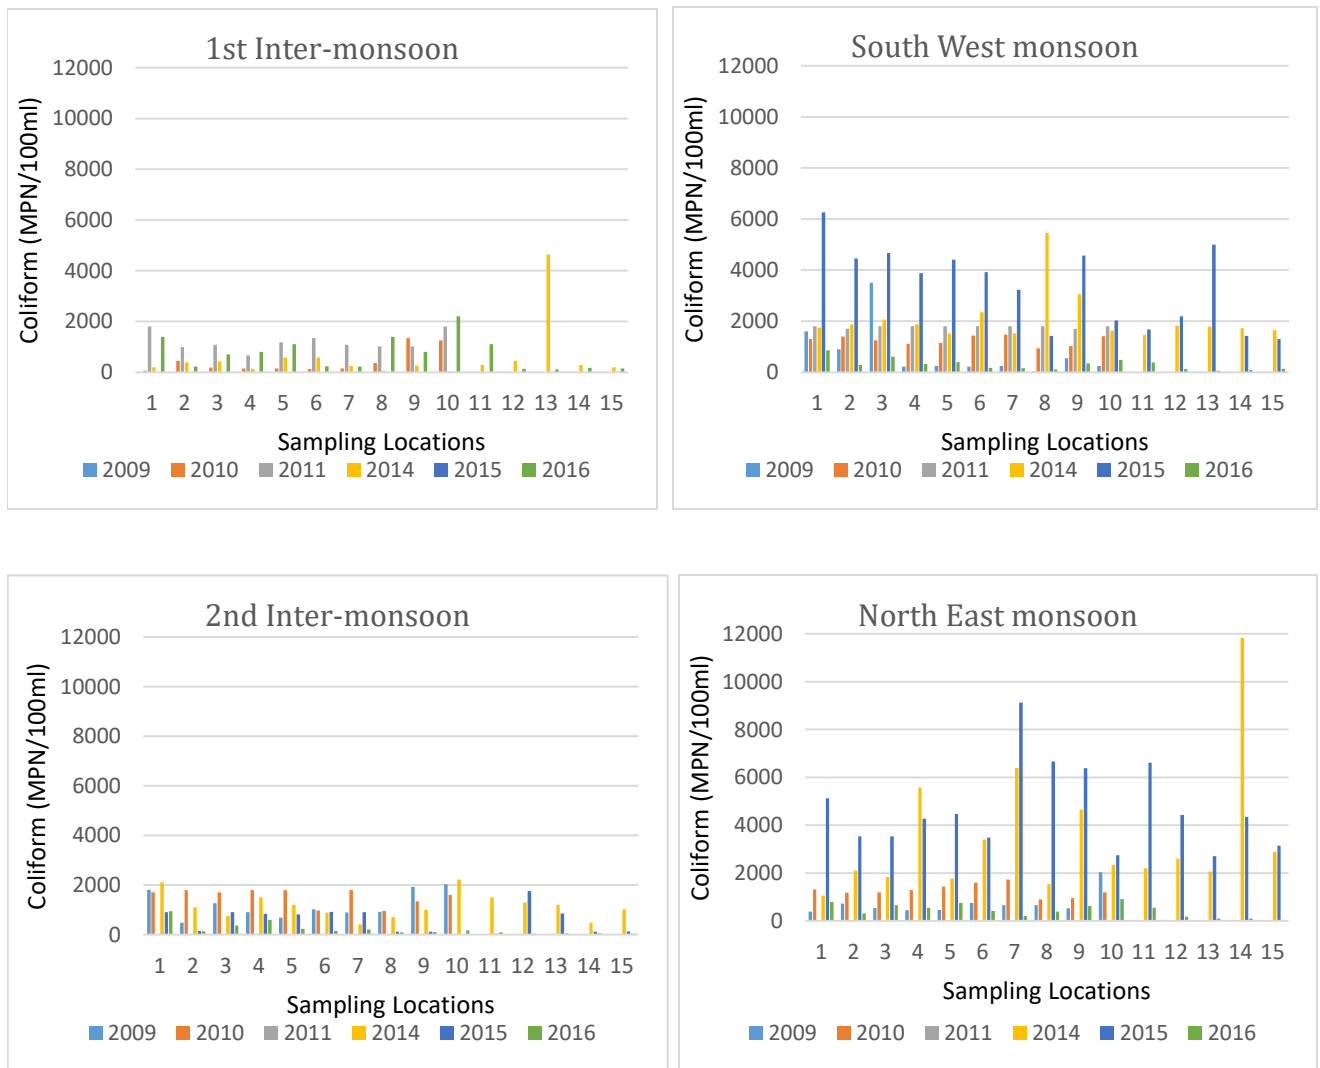 1st Inter-monsoon
12000
10000
8000
6000
4000
2000
0
Coliform (MPN/100ml)
1 2 3 4 5 6 7 8 9 10 11 12 13 14 15
Sampling Locations
2009 2010 2011 2014 2015 2016
South West monsoon
12000
10000
8000
6000
4000
2000
0
Coliform (MPN/100ml)
1 2 3 4 5 6 7 8 9 10 11 12 13 14 15
Sampling Locations
2009 2010 2011 2014 2015 2016
2nd Inter-monsoon
12000
10000
8000
6000
4000
2000
0
Coliform (MPN/100ml)
1 2 3 4 5 6 7 8 9 10 11 12 13 14 15
Sampling Locations
2009 2010 2011 2014 2015 2016
North East monsoon
12000
10000
8000
6000
4000
2000
0
Coliform (MPN/100ml)
1 2 3 4 5 6 7 8 9 10 11 12 13 14 15
Sampling Locations
2009 2010 2011 2014 2015 2016